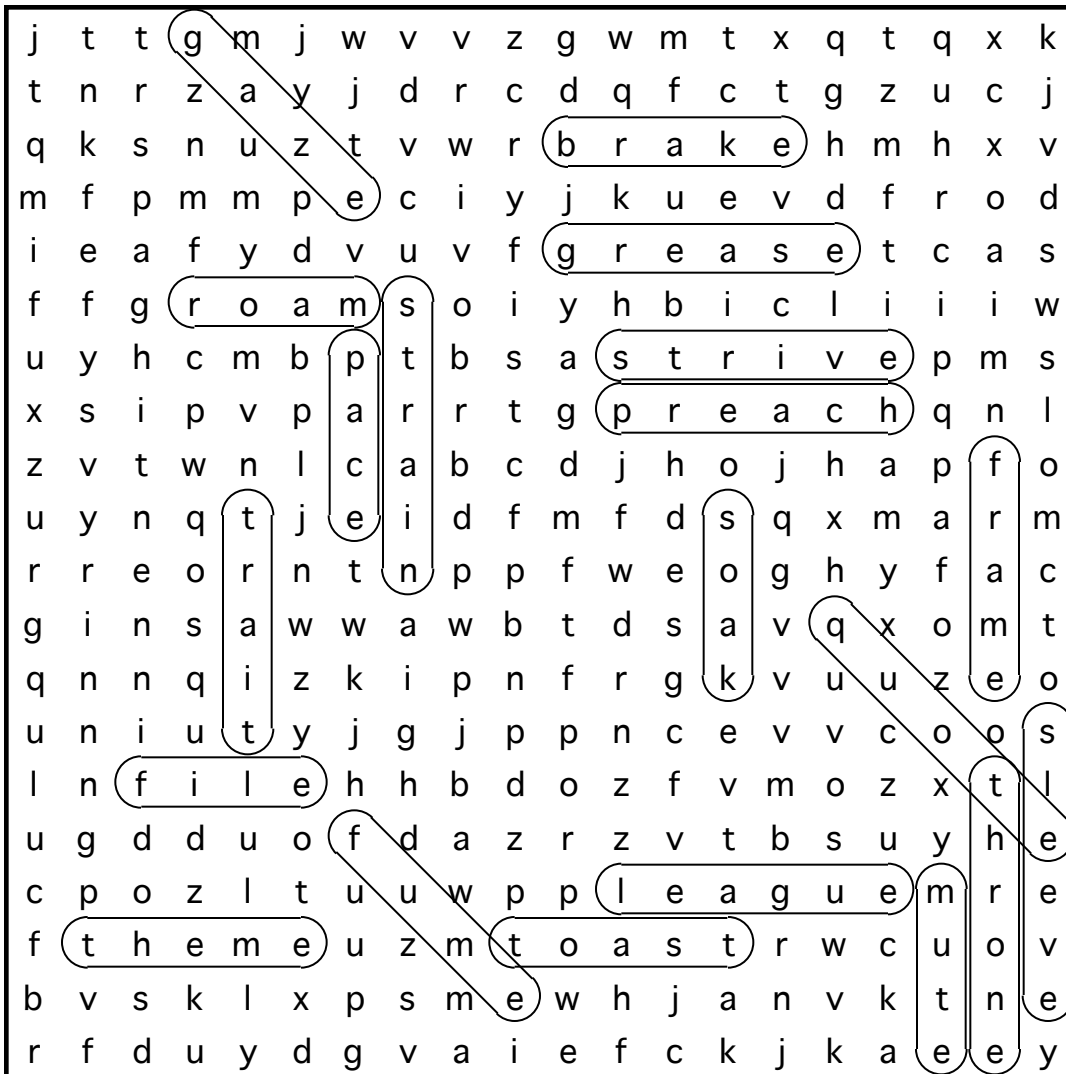 j t t g m j w v v z g w m t x q t q x k
t n r z a y j d r c d q f c t g z u c j
q k s n u z t v w r b r a k e h m h x v
m f p m m p e c i y j k u e v d f r o d
i e a f y d v u v f g r e a s e t c a s
f f g r o a m s o i y h b i c l i i i w
u y h c m b p t b s a s t r i v e p m s
x s i p v p a r r t g p r e a c h q n l
z v t w n l c a b c d j h o j h a p f o
u y n q t j e i d f m f d s q x m a r m
r r e o r n t n p p f w e o g h y f a c
g i n s a w w a w b t d s a v q x o m t
q n n q i z k i p n f r g k v u u z e o
u n i u t y j g j p p n c e v v c o o s
l n f i l e h h b d o z f v m o z x t l
u g d d u o f d a z r z v t b s u y h e
c p o z l t u u w p p l e a g u e m r e
f t h e m e u z m t o a s t r w c u o v
b v s k l x p s m e w h j a n v k t n e
r f d u y d g v a i e f c k j k a e e y